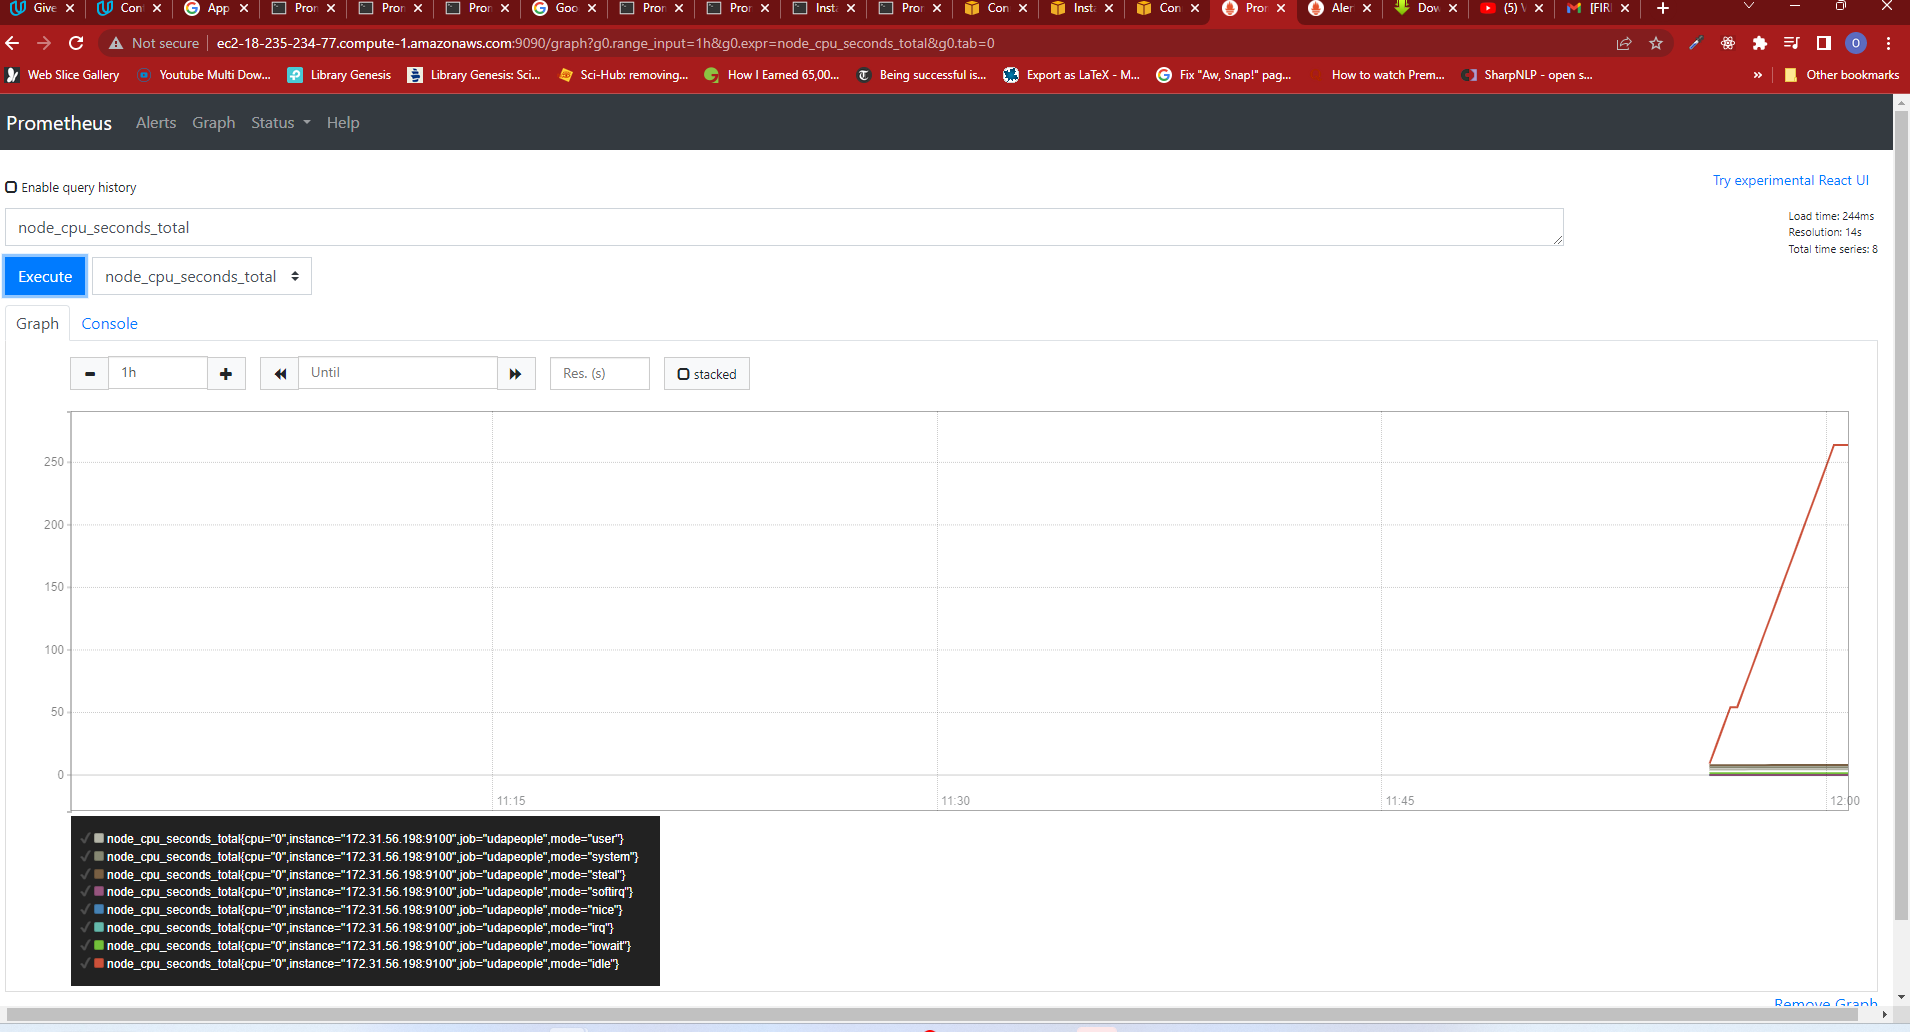 Give
Con
App
Pron
Pron
Pron
Goo
Pron
Pron
Insta
Pron
Con
Insta
Con
Pron
Aler
Dow
(5) V
[FIRI
Not secure
ec2-18-235-234-77.compute-1.amazonaws.com:9090/graph?g0.range_input=1h&g0.expr=node_cpu_seconds_total&g0.tab=0
O
Web Slice Gallery
Youtube Multi Dow...
Library Genesis
Library Genesis: Sci...
Sci-Hub: removing...
How I Earned 65,00...
Being successful is...
Export as LaTeX - M...
Fix "Aw, Snap!" pag...
How to watch Prem...
SharpNLP - open s...
»
Other bookmarks
Prometheus
Alerts
Graph
Status
Help
Enable query history
Try experimental React UI
node_cpu_seconds_total
Load time: 244ms
Resolution: 14s
Total time series: 8
Execute
node_cpu_seconds_total
Graph
Console
1h
Until
Res. (s)
stacked
250
200
150
100
50
0
11:15
11:30
11:45
12:00
node_cpu_seconds_total{cpu="0",instance="172.31.56.198:9100",job="udapeople",mode="user"}
node_cpu_seconds_total{cpu="0",instance="172.31.56.198:9100",job="udapeople",mode="system"}
node_cpu_seconds_total{cpu="0",instance="172.31.56.198:9100",job="udapeople",mode="steal"}
node_cpu_seconds_total{cpu="0",instance="172.31.56.198:9100",job="udapeople",mode="softirq"}
node_cpu_seconds_total{cpu="0",instance="172.31.56.198:9100",job="udapeople",mode="nice"}
node_cpu_seconds_total{cpu="0",instance="172.31.56.198:9100",job="udapeople",mode="irq"}
node_cpu_seconds_total{cpu="0",instance="172.31.56.198:9100",job="udapeople",mode="iowait"}
node_cpu_seconds_total{cpu="0",instance="172.31.56.198:9100",job="udapeople",mode="idle"}
Remove Graph